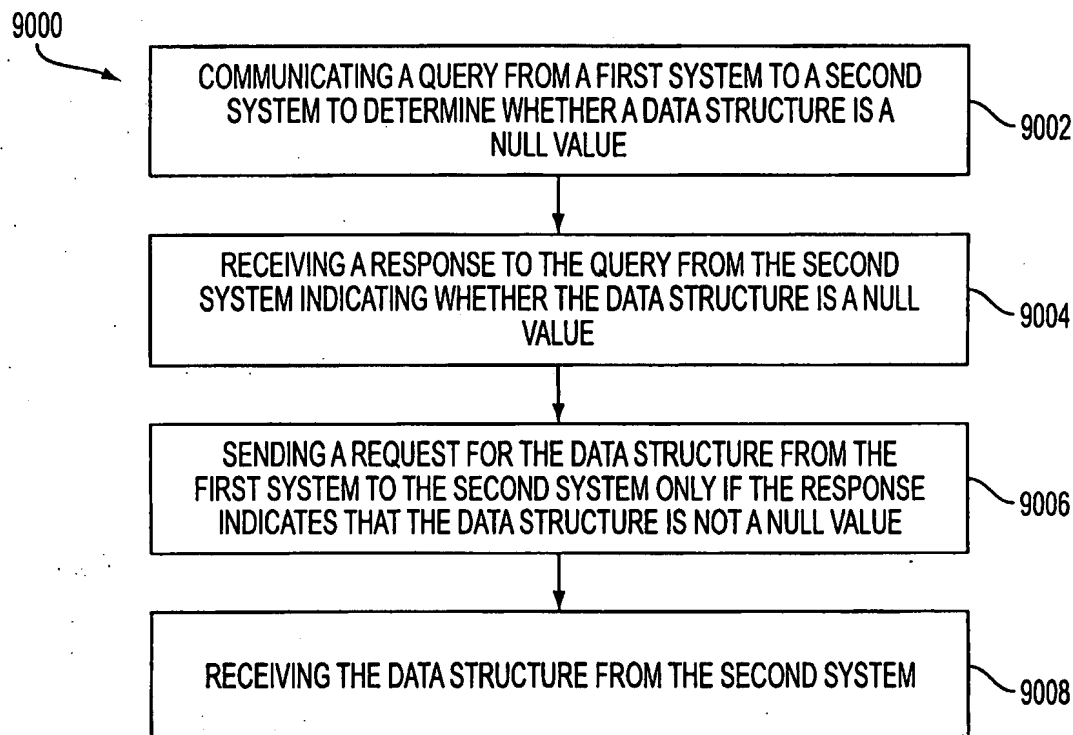 9000
COMMUNICATING A QUERY FROM A FIRST SYSTEM TO A SECOND
SYSTEM TO DETERMINE WHETHER A DATA STRUCTURE IS A
NULL VALUE
9002
RECEIVING A RESPONSE TO THE QUERY FROM THE SECOND
SYSTEM INDICATING WHETHER THE DATA STRUCTURE IS A NULL
VALUE
9004
SENDING A REQUEST FOR THE DATA STRUCTURE FROM THE
FIRST SYSTEM TO THE SECOND SYSTEM ONLY IF THE RESPONSE
INDICATES THAT THE DATA STRUCTURE IS NOT A NULL VALUE
9006
RECEIVING THE DATA STRUCTURE FROM THE SECOND SYSTEM
9008